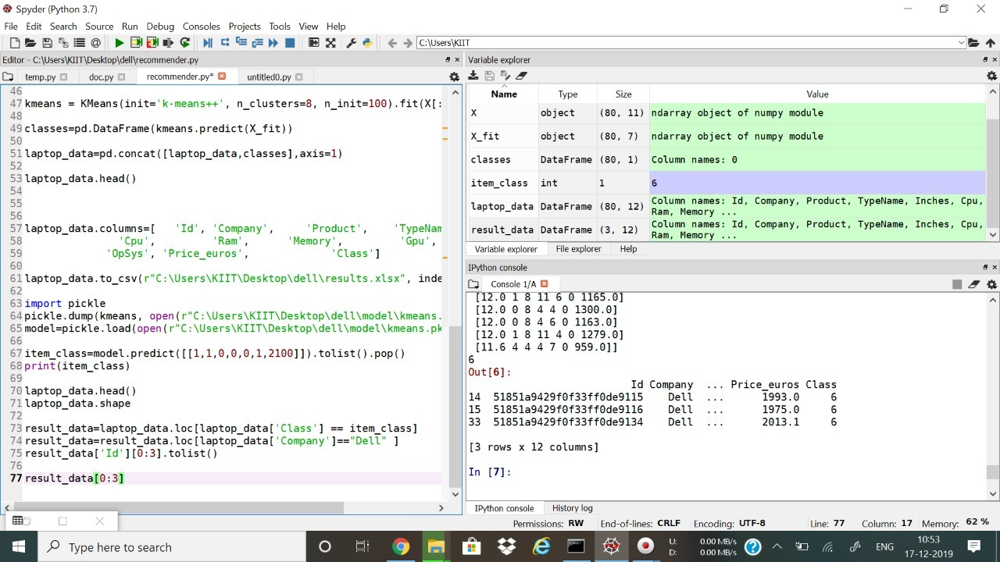 Spyder (Python 3.7)
File Edit Search Source Run Debug Consoles Projects Tools View Help
C:\Users\KIIT
Editor - C:\Users\KIIT\Desktop\dell\recommender.py
temp.py doc.py recommender.py* untitled0.py
46
47 kmeans = KMeans(init='k-means++', n_clusters=8, n_init=100).fit(X[:
48
49 classes=pd.DataFrame(kmeans.predict(X_fit))
50
51 laptop_data=pd.concat([laptop_data,classes],axis=1)
52
53 laptop_data.head()
54
55
56
57 laptop_data.columns=[ 'Id', 'Company', 'Product', 'TypeNam
58 'Cpu', 'Ram', 'Memory', 'Gpu',
59 'OpSys', 'Price_euros', 'Class']
60
61 laptop_data.to_csv(r"C:\Users\KIIT\Desktop\dell\results.xlsx", inde
62
63 import pickle
64 pickle.dump(kmeans, open(r"C:\Users\KIIT\Desktop\dell\model\kmeans.
65 model=pickle.load(open(r"C:\Users\KIIT\Desktop\dell\model\kmeans.pk
66
67 item_class=model.predict([[1,1,0,0,0,1,2100]]).tolist().pop()
68 print(item_class)
69
70 laptop_data.head()
71 laptop_data.shape
72
73 result_data=laptop_data.loc[laptop_data['Class'] == item_class]
74 result_data=result_data.loc[laptop_data['Company']=="Dell" ]
75 result_data['Id'][0:3].tolist()
76
77 result_data[0:3]
Variable explorer
Name Type Size Value
X object (80, 11) ndarray object of numpy module
X_fit object (80, 7) ndarray object of numpy module
classes DataFrame (80, 1) Column names: 0
item_class int 1 6
laptop_data DataFrame (80, 12) Column names: Id, Company, Product, TypeName, Inches, Cpu,
Ram, Memory ...
result_data DataFrame (3, 12) Column names: Id, Company, Product, TypeName, Inches, Cpu,
Ram, Memory ...
Variable explorer File explorer Help
IPython console
Console 1/A
[12.0 1 8 11 6 0 1165.0]
[12.0 0 8 4 4 0 1300.0]
[12.0 0 8 4 6 0 1163.0]
[12.0 1 8 11 4 0 1279.0]
[11.6 4 4 4 7 0 959.0]]
6
Out[6]:
Id Company ... Price_euros Class
14 51851a9429f0f33ff0de9115 Dell ... 1993.0 6
15 51851a9429f0f33ff0de9116 Dell ... 1975.0 6
33 51851a9429f0f33ff0de9134 Dell ... 2013.1 6
[3 rows x 12 columns]
In [7]:
IPython console History log
Permissions: RW End-of-lines: CRLF Encoding: UTF-8 Line: 77 Column: 17 Memory: 62 %
Type here to search
U: 0.00 MB/s
D: 0.00 MB/s
ENG
10:53
17-12-2019